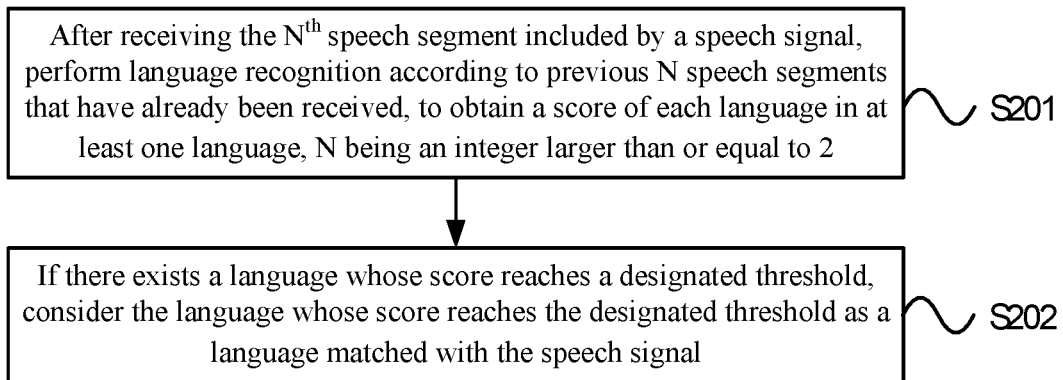 After receiving the Nth speech segment included by a speech signal,
perform language recognition according to previous N speech segments
that have already been received, to obtain a score of each language in at
least one language, N being an integer larger than or equal to 2
S201
If there exists a language whose score reaches a designated threshold,
consider the language whose score reaches the designated threshold as a
language matched with the speech signal
S202